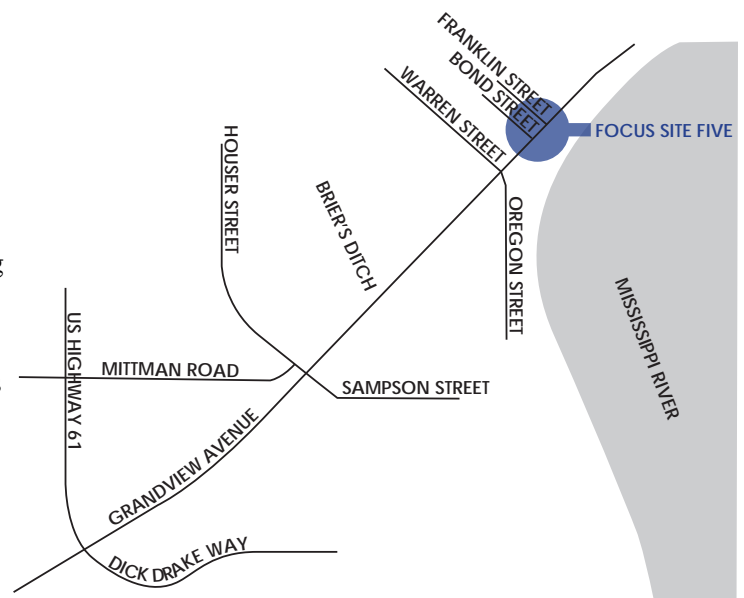 FRANKLIN STREET
BOND STREET
WARREN STREET
FOCUS SITE FIVE
HOUSER STREET
BRIER'S DITCH
OREGON STREET
MISSISSIPPI RIVER
US HIGHWAY 61
MITTMAN ROAD
SAMPSON STREET
GRANDVIEW AVENUE
DICK DRAKE WAY